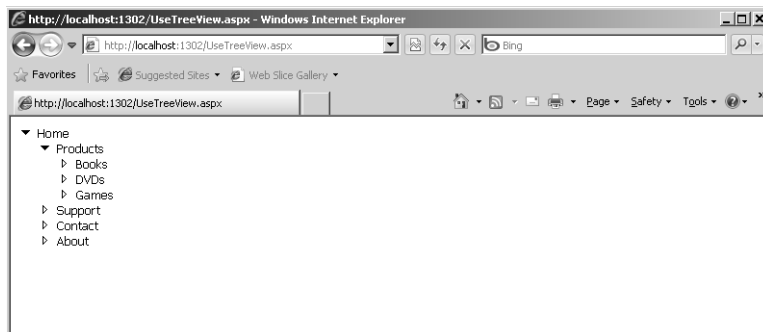 http://localhost:1302/UseTreeView.aspx - Windows Internet Explorer
http://localhost:1302/UseTreeView.aspx
Bing
Favorites
Suggested Sites
Web Slice Gallery
http://localhost:1302/UseTreeView.aspx
Page
Safety
Tools
Home
Products
Books
DVDs
Games
Support
Contact
About